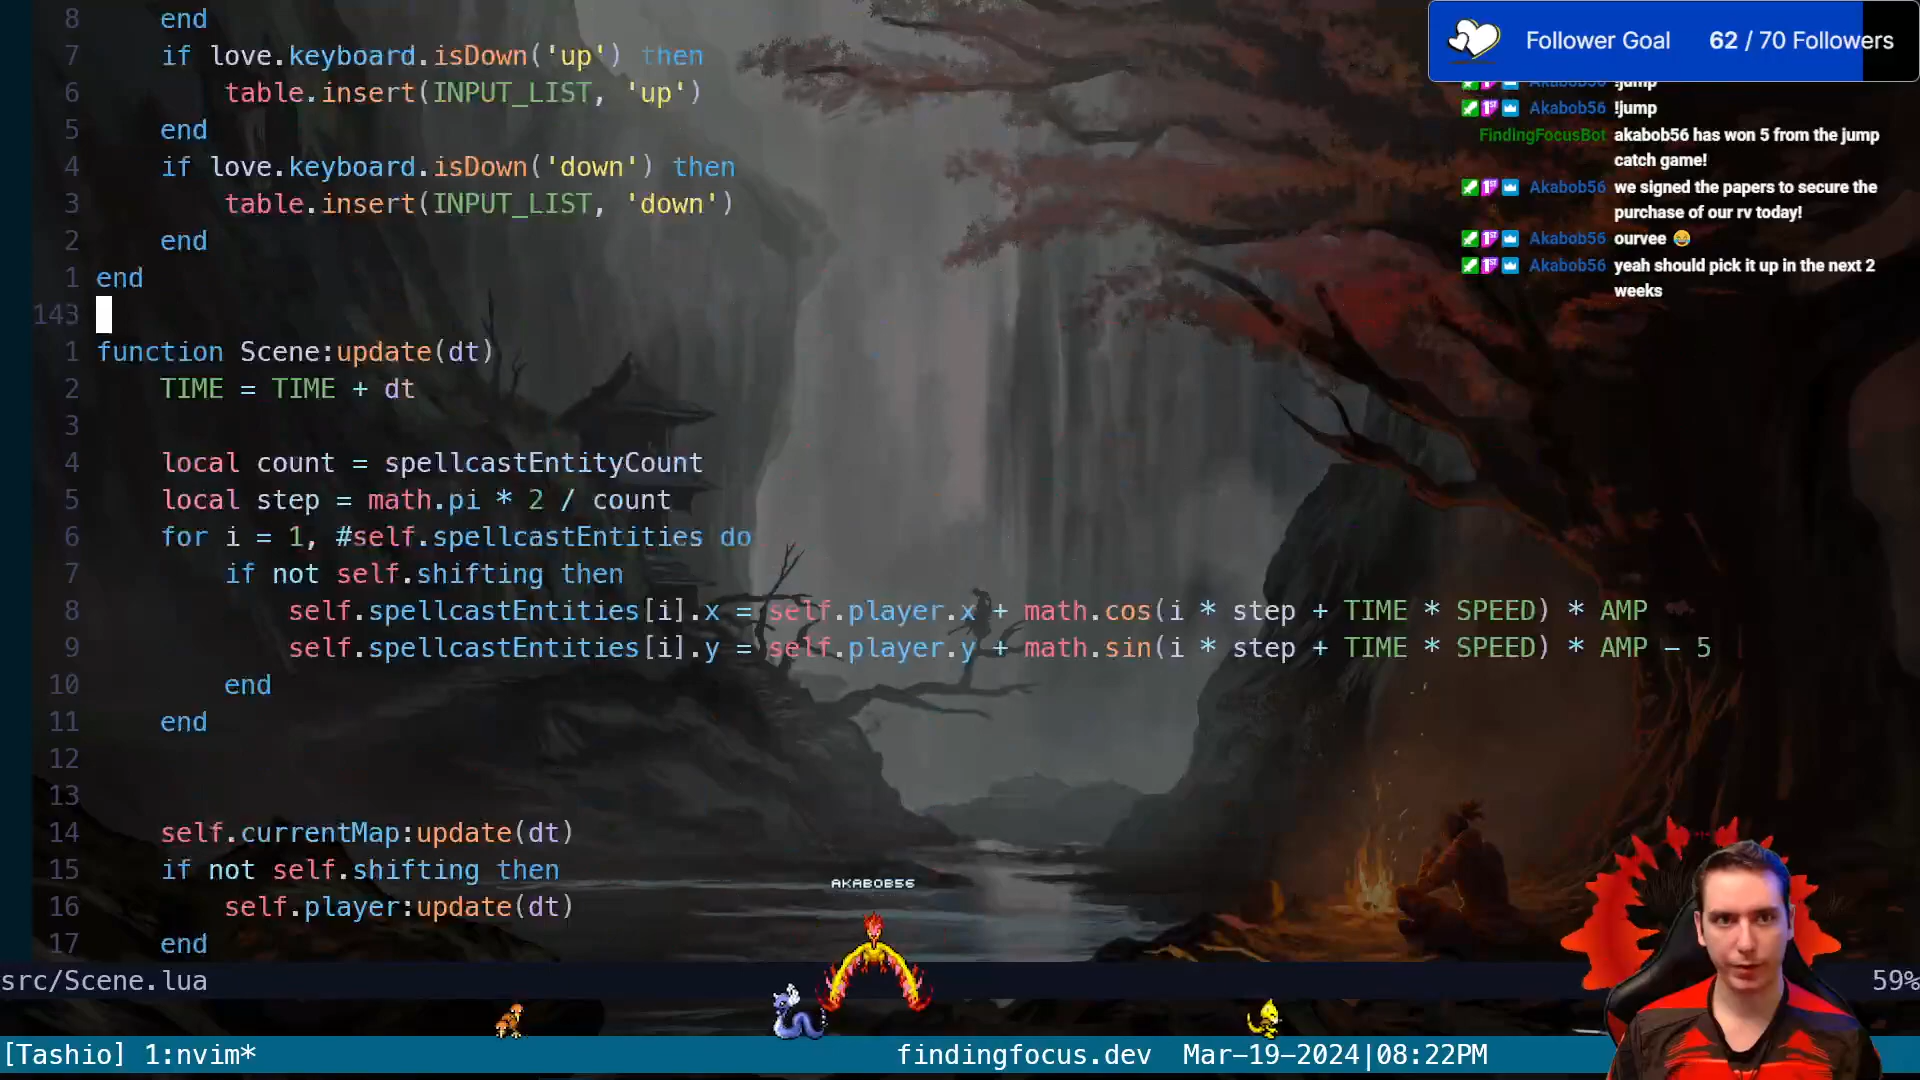 8 end
7 if love.keyboard.isDown('up') then
6 table.insert(INPUT_LIST, 'up')
5 end
4 if love.keyboard.isDown('down') then
3 table.insert(INPUT_LIST, 'down')
2 end
1 end
143
1 function Scene:update(dt)
2 TIME = TIME + dt
3
4 local count = spellcastEntityCount
5 local step = math.pi * 2 / count
6 for i = 1, #self.spellcastEntities do
7 if not self.shifting then
8 self.spellcastEntities[i].x = self.player.x + math.cos(i * step + TIME * SPEED) * AMP
9 self.spellcastEntities[i].y = self.player.y + math.sin(i * step + TIME * SPEED) * AMP - 5
10 end
11 end
12
13
14 self.currentMap:update(dt)
15 if not self.shifting then
16 self.player:update(dt)
17 end
src/Scene.lua 59%
[Tashio] 1:nvim* findingfocus.dev Mar-19-2024|08:22PM
Follower Goal 62 / 70 Followers
Akabob56 !jump
Akabob56 !jump
FindingFocusBot akabob56 has won 5 from the jump
catch game!
Akabob56 we signed the papers to secure the
purchase of our rv today!
Akabob56 ourvee 😂
Akabob56 yeah should pick it up in the next 2
weeks
AKABOB56